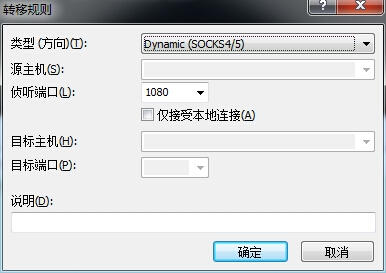 转移规则
类型(方向)(T): Dynamic (SOCKS4/5)
源主机(S):
侦听端口(L): 1080
仅接受本地连接(A)
目标主机(H):
目标端口(P):
说明(D):
确定 取消